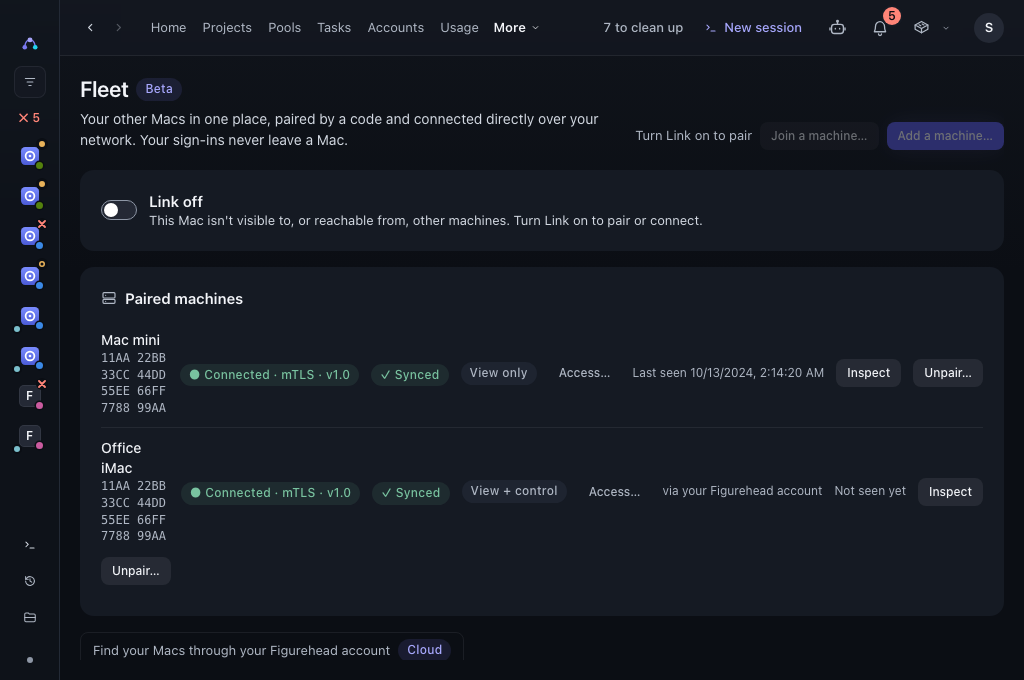 Home Projects Pools Tasks Accounts Usage More 7 to clean up New session 5 S
5
Fleet Beta
Your other Macs in one place, paired by a code and connected directly over your
network. Your sign-ins never leave a Mac.
Turn Link on to pair Join a machine... Add a machine...
Link off
This Mac isn't visible to, or reachable from, other machines. Turn Link on to pair or connect.
Paired machines
Mac mini
11AA 22BB
33CC 44DD
55EE 66FF
7788 99AA
Connected · mTLS · v1.0 ✓ Synced View only Access... Last seen 10/13/2024, 2:14:20 AM Inspect Unpair...
Office
iMac
11AA 22BB
33CC 44DD
55EE 66FF
7788 99AA
Connected · mTLS · v1.0 ✓ Synced View + control Access... via your Figurehead account Not seen yet Inspect
Unpair...
Find your Macs through your Figurehead account Cloud
F
F